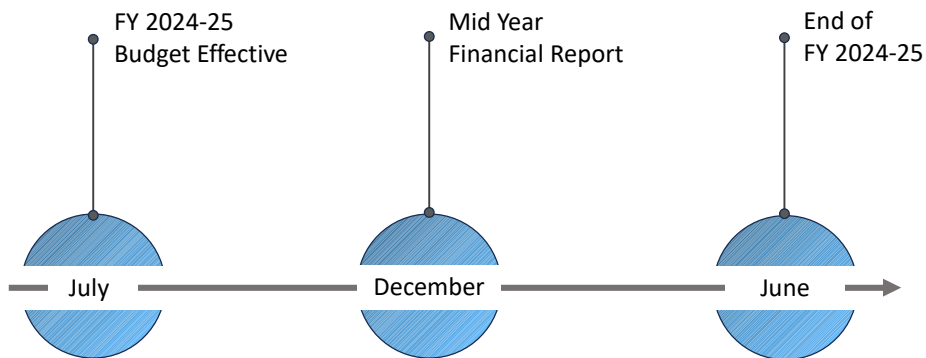 FY 2024-25
Budget Effective
Mid Year
Financial Report
End of
FY 2024-25
July
December
June